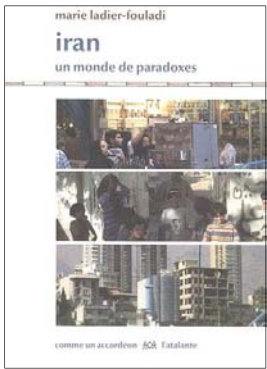 marie ladier-fouladi
iran
un monde de paradoxes
comme un accordéon l'atalante